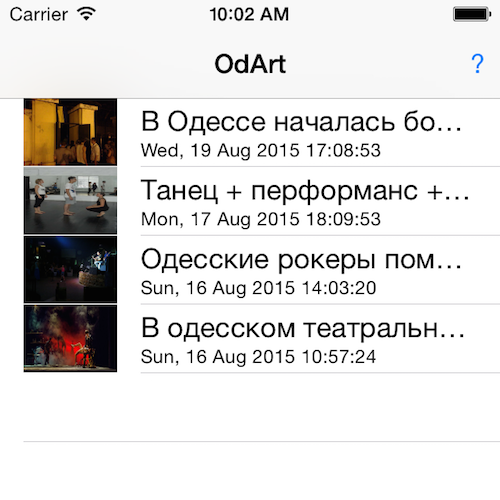 Carrier 10:02 AM
OdArt ?
В Одессе началась бо…
Wed, 19 Aug 2015 17:08:53
Танец + перформанс +…
Mon, 17 Aug 2015 18:09:53
Одесские рокеры пом…
Sun, 16 Aug 2015 14:03:20
В одесском театральн…
Sun, 16 Aug 2015 10:57:24